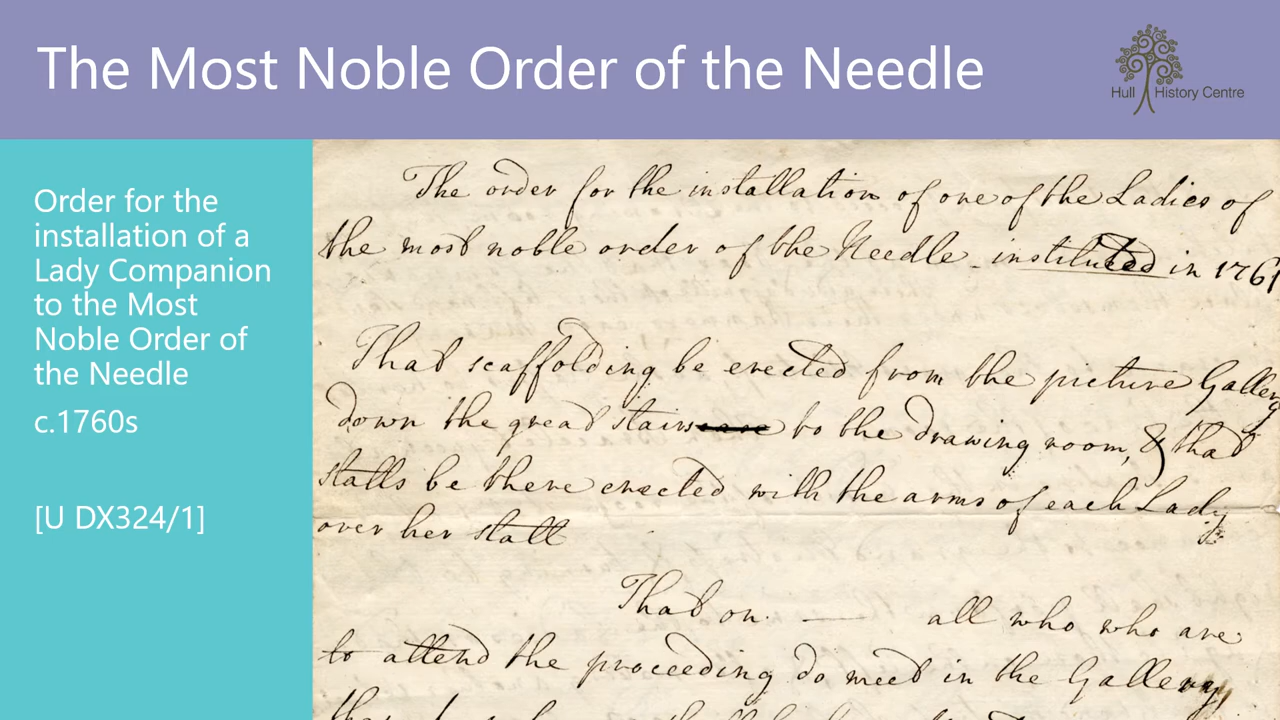 The Most Noble Order of the Needle
Hull History Centre
Order for the
installation of a
Lady Companion
to the Most
Noble Order of
the Needle
c.1760s
[U DX324/1]
The order for the installation of one of the Ladies of
the most noble order of the Needle instituted in 176
That scaffolding be erected from the picture Gallery
down the great stairs to the drawing room, & that
stalls be there erected with the arms of each Lady
over her stall
That on. — all who who are
to attend the proceeding do meet in the Gallery,